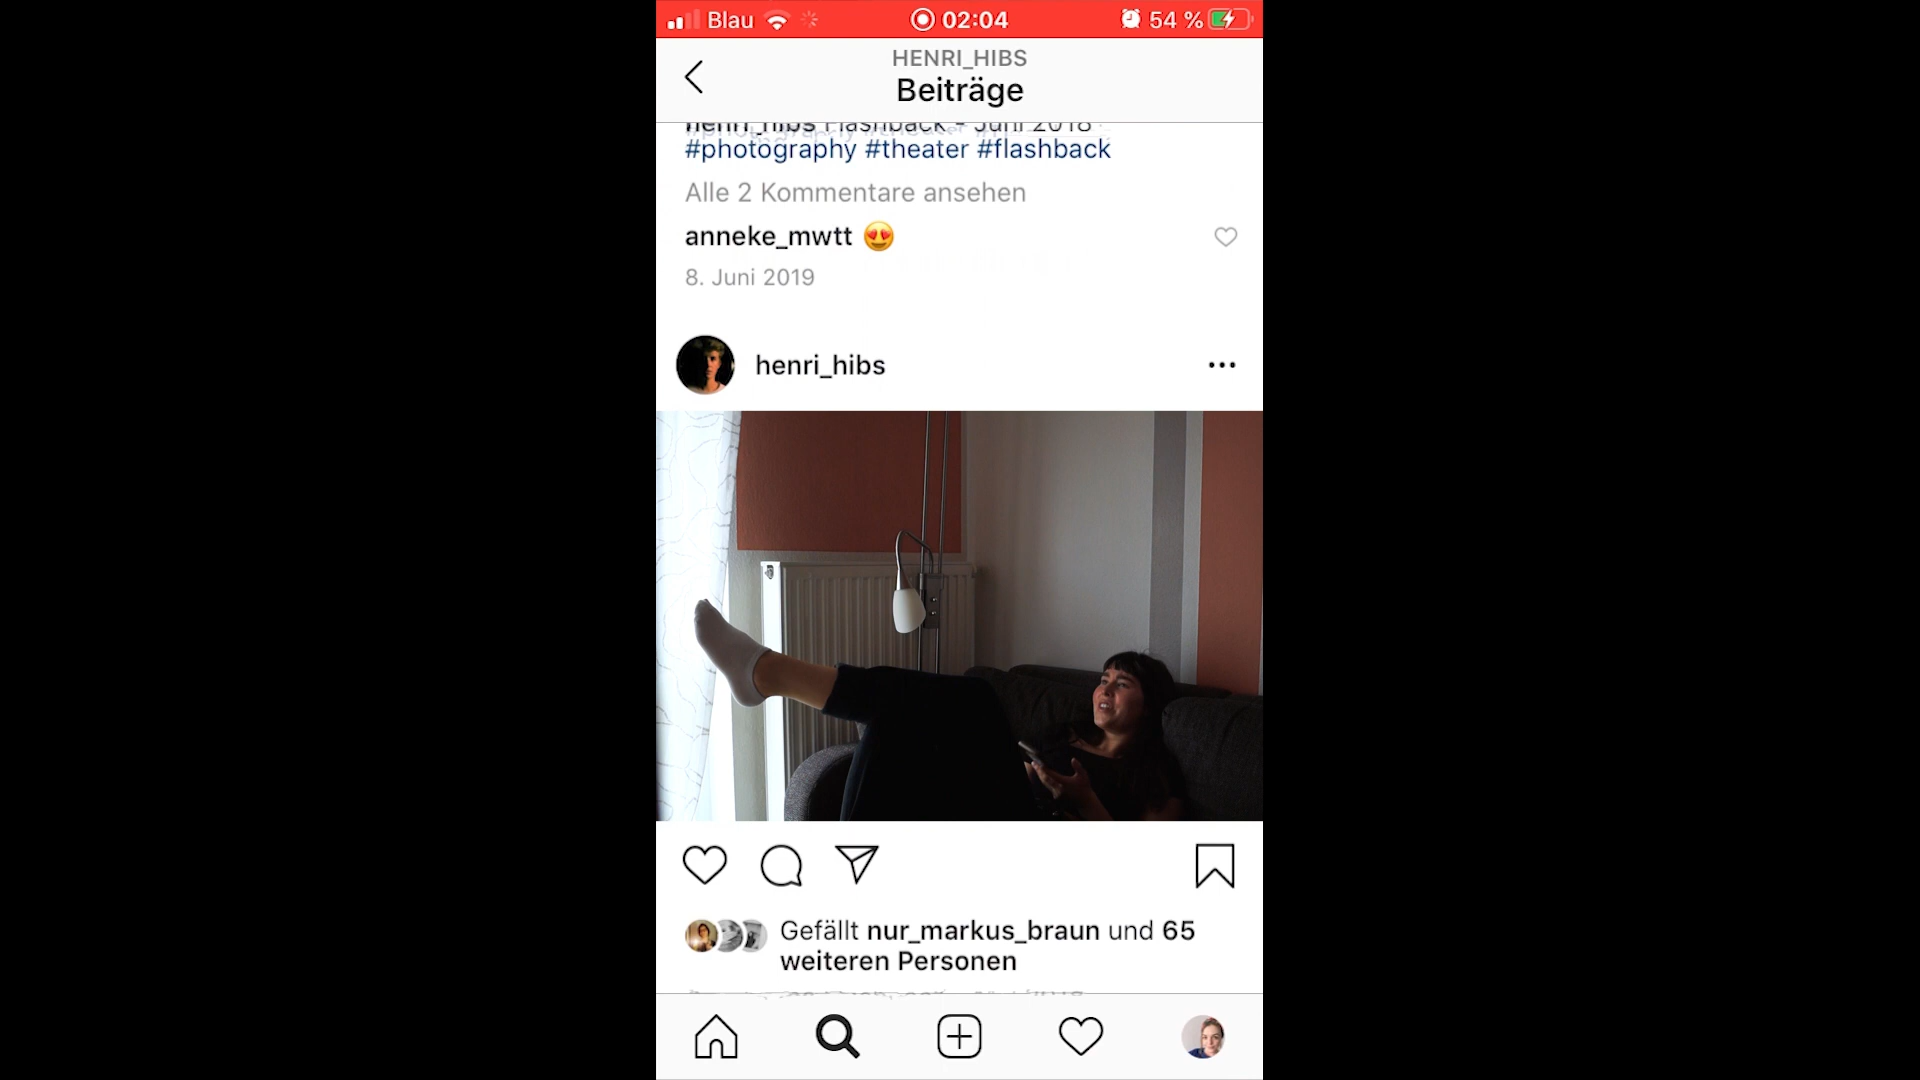 Blau 02:04 54 %
HENRI_HIBS
Beiträge
henri_hibs Flashback - Juni 2018
#photography #theater #flashback
Alle 2 Kommentare ansehen
anneke_mwtt 😍
8. Juni 2019
henri_hibs
Gefällt nur_markus_braun und 65
weiteren Personen